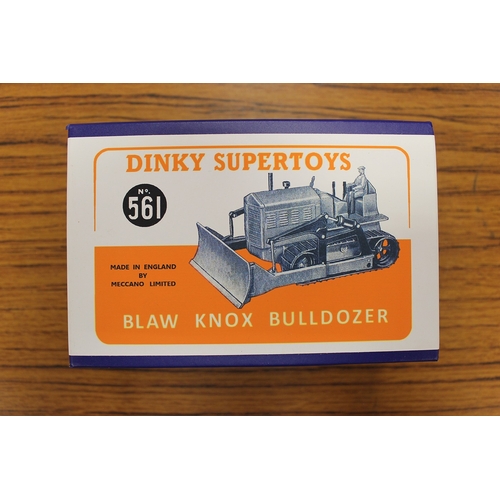 DINKY SUPERTOYS
No.
561
MADE IN ENGLAND
BY
MECCANO LIMITED
BLAW KNOX BULLDOZER